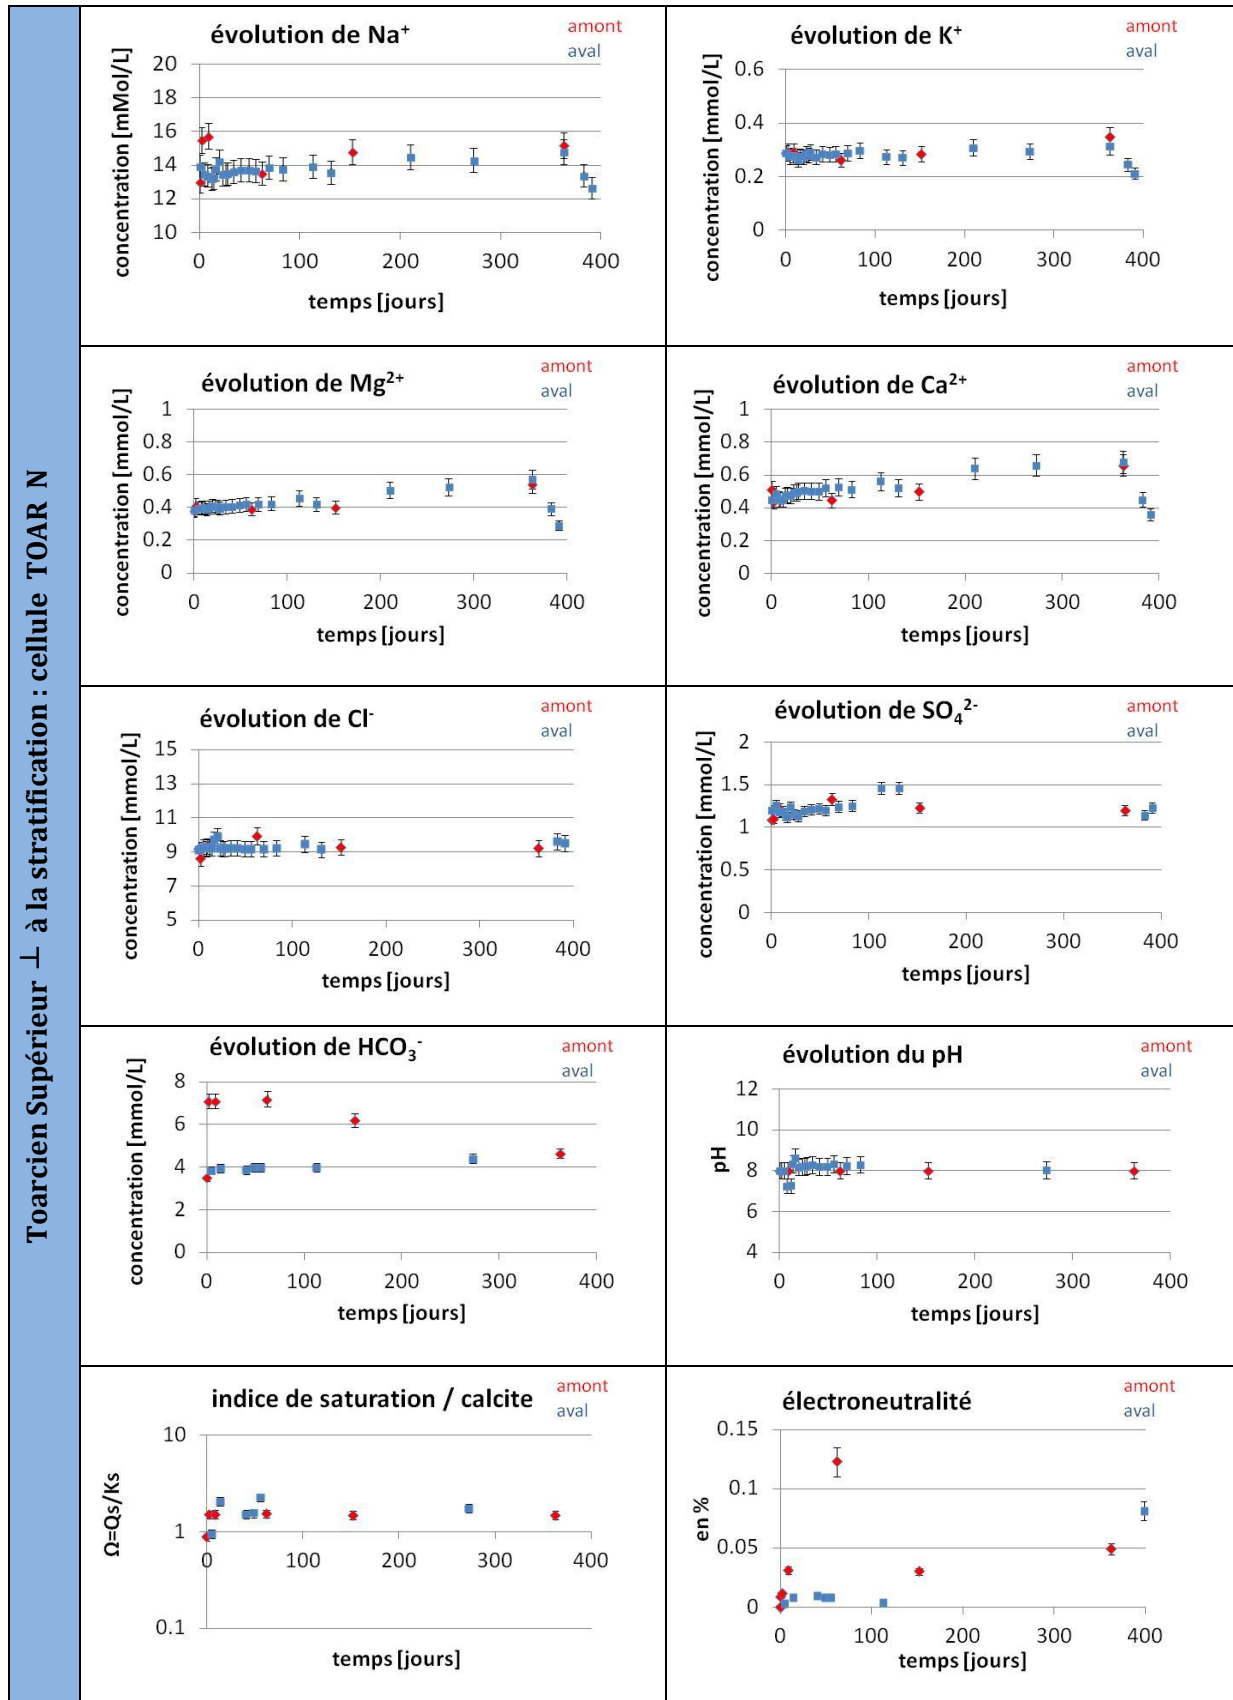 Toarcien Supérieur ⊥ à la stratification : cellule TOAR N
évolution de Na⁺
amont
aval
concentration [mMol/L]
20
18
16
14
12
10
0 100 200 300 400
temps [jours]
évolution de K⁺
amont
aval
concentration [mmol/L]
0.6
0.4
0.2
0
0 100 200 300 400
temps [jours]
évolution de Mg²⁺
amont
aval
concentration [mmol/L]
1
0.8
0.6
0.4
0.2
0
0 100 200 300 400
temps [jours]
évolution de Ca²⁺
amont
aval
concentration [mmol/L]
1
0.8
0.6
0.4
0.2
0
0 100 200 300 400
temps [jours]
évolution de Cl⁻
amont
aval
concentration [mmol/L]
15
13
11
9
7
5
0 100 200 300 400
temps [jours]
évolution de SO₄²⁻
amont
aval
concentration [mmol/L]
2
1.5
1
0.5
0
0 100 200 300 400
temps [jours]
évolution de HCO₃⁻
amont
aval
concentration [mmol/L]
8
6
4
2
0
0 100 200 300 400
temps [jours]
évolution du pH
amont
aval
pH
12
10
8
6
4
0 100 200 300 400
temps [jours]
indice de saturation / calcite
amont
aval
Ω=Qs/Ks
10
1
0.1
0 100 200 300 400
temps [jours]
électroneutralité
amont
aval
en %
0.15
0.1
0.05
0
0 100 200 300 400
temps [jours]